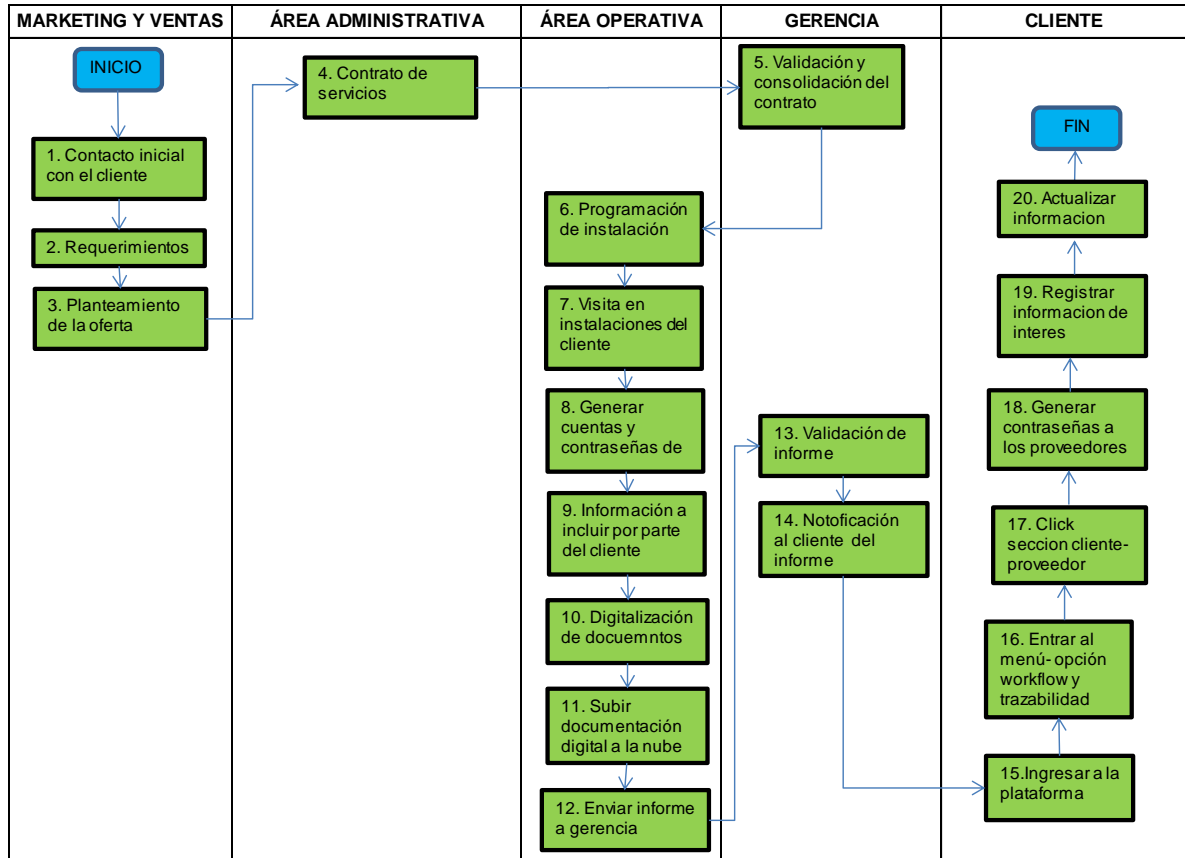 MARKETING Y VENTAS
ÁREA ADMINISTRATIVA
ÁREA OPERATIVA
GERENCIA
CLIENTE
INICIO
1. Contacto inicial
con el cliente
2. Requerimientos
3. Planteamiento
de la oferta
4. Contrato de
servicios
5. Validación y
consolidación del
contrato
6. Programación
de instalación
7. Visita en
instalaciones del
cliente
8. Generar
cuentas y
contraseñas de
9. Información a
incluir por parte
del cliente
10. Digitalización
de docuemntos
11. Subir
documentación
digital a la nube
12. Enviar informe
a gerencia
13. Validación de
informe
14. Notoficación
al cliente del
informe
15.Ingresar a la
plataforma
16. Entrar al
menú- opción
workflow y
trazabilidad
17. Click
seccion cliente-
proveedor
18. Generar
contraseñas a
los proveedores
19. Registrar
informacion de
interes
20. Actualizar
informacion
FIN